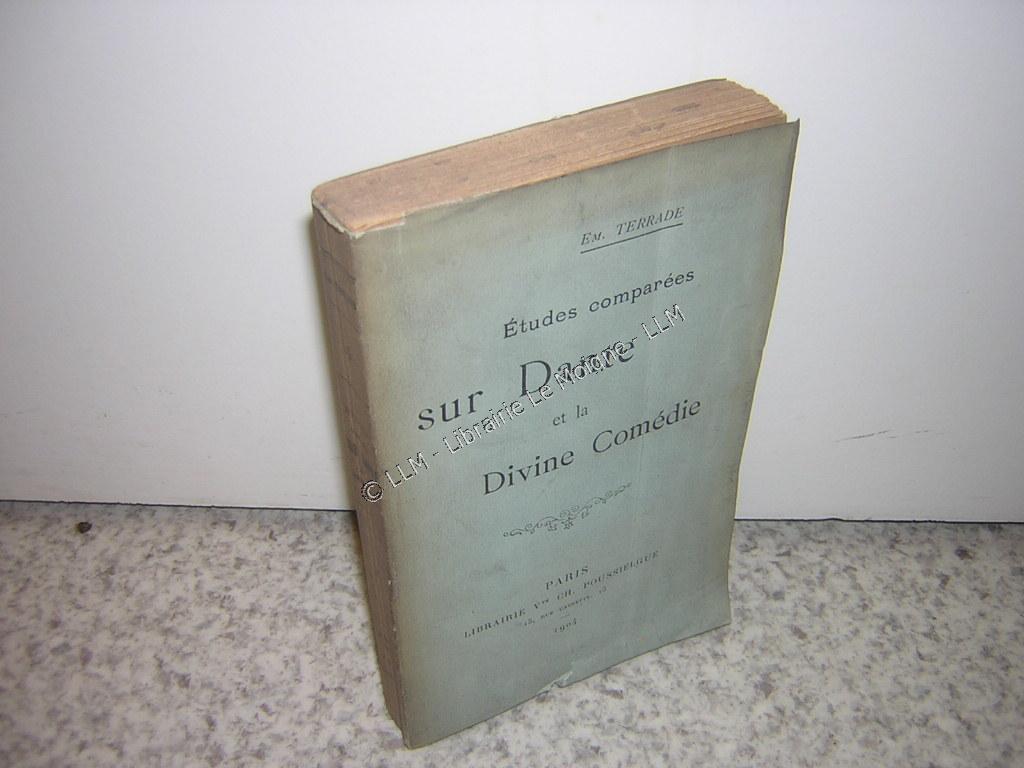 EM. TERRADE
Études comparées
sur Dante
et la
Divine Comédie
PARIS
LIBRAIRIE Vve CH. POUSSIELGUE
15, RUE CASSETTE, 15
1904
© LLM - Librairie Le Moigne - LLM